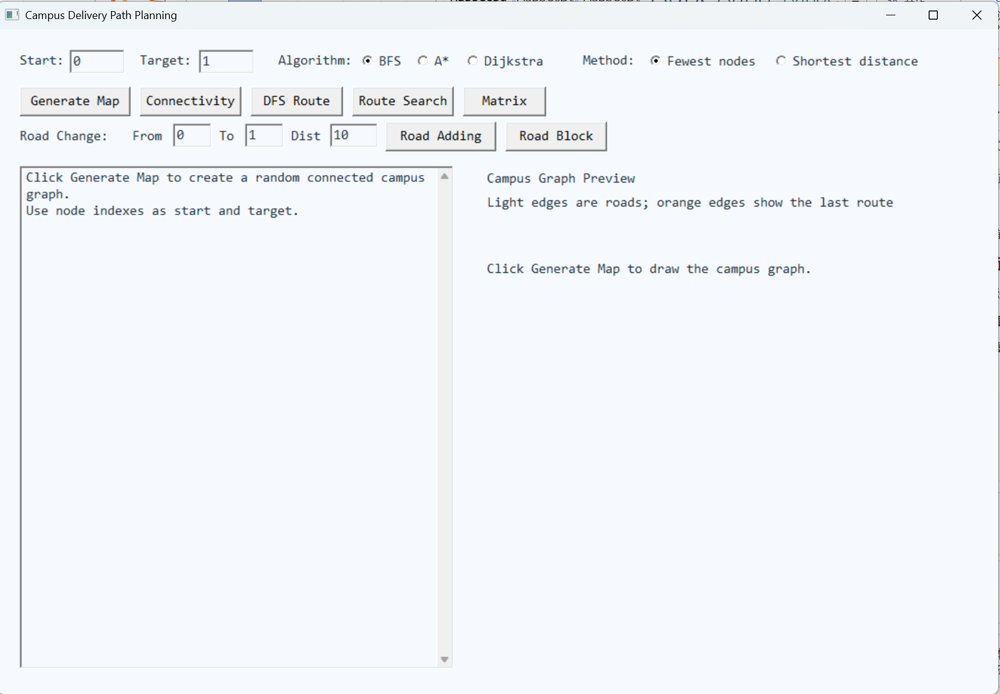 Campus Delivery Path Planning
Start: 0 Target: 1 Algorithm: BFS A* Dijkstra Method: Fewest nodes Shortest distance
Generate Map Connectivity DFS Route Route Search Matrix
Road Change: From 0 To 1 Dist 10 Road Adding Road Block
Click Generate Map to create a random connected campus
graph.
Use node indexes as start and target.
Campus Graph Preview
Light edges are roads; orange edges show the last route
Click Generate Map to draw the campus graph.